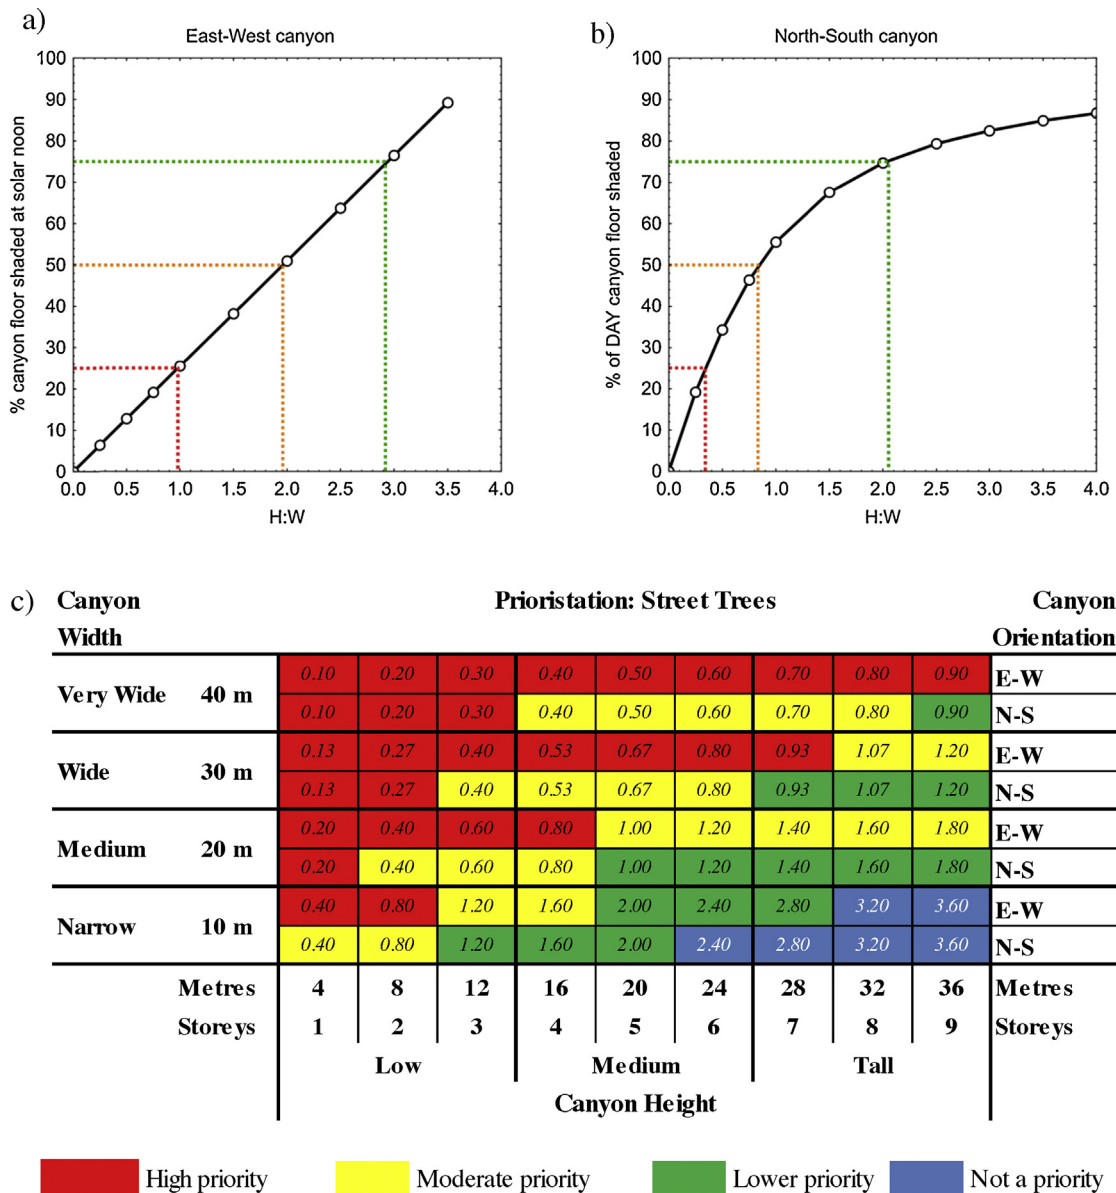 a)
East-West canyon
% canyon floor shaded at solar noon
100
90
80
70
60
50
40
30
20
10
0
0.0 0.5 1.0 1.5 2.0 2.5 3.0 3.5 4.0
H:W
b)
North-South canyon
% of DAY canyon floor shaded
100
90
80
70
60
50
40
30
20
10
0
0.0 0.5 1.0 1.5 2.0 2.5 3.0 3.5 4.0
H:W
c) Canyon Prioristation: Street Trees Canyon
Width Orientation
Very Wide 40 m
0.10 0.20 0.30 0.40 0.50 0.60 0.70 0.80 0.90 E-W
0.10 0.20 0.30 0.40 0.50 0.60 0.70 0.80 0.90 N-S
Wide 30 m
0.13 0.27 0.40 0.53 0.67 0.80 0.93 1.07 1.20 E-W
0.13 0.27 0.40 0.53 0.67 0.80 0.93 1.07 1.20 N-S
Medium 20 m
0.20 0.40 0.60 0.80 1.00 1.20 1.40 1.60 1.80 E-W
0.20 0.40 0.60 0.80 1.00 1.20 1.40 1.60 1.80 N-S
Narrow 10 m
0.40 0.80 1.20 1.60 2.00 2.40 2.80 3.20 3.60 E-W
0.40 0.80 1.20 1.60 2.00 2.40 2.80 3.20 3.60 N-S
Metres 4 8 12 16 20 24 28 32 36 Metres
Storeys 1 2 3 4 5 6 7 8 9 Storeys
Low Medium Tall
Canyon Height
High priority Moderate priority Lower priority Not a priority